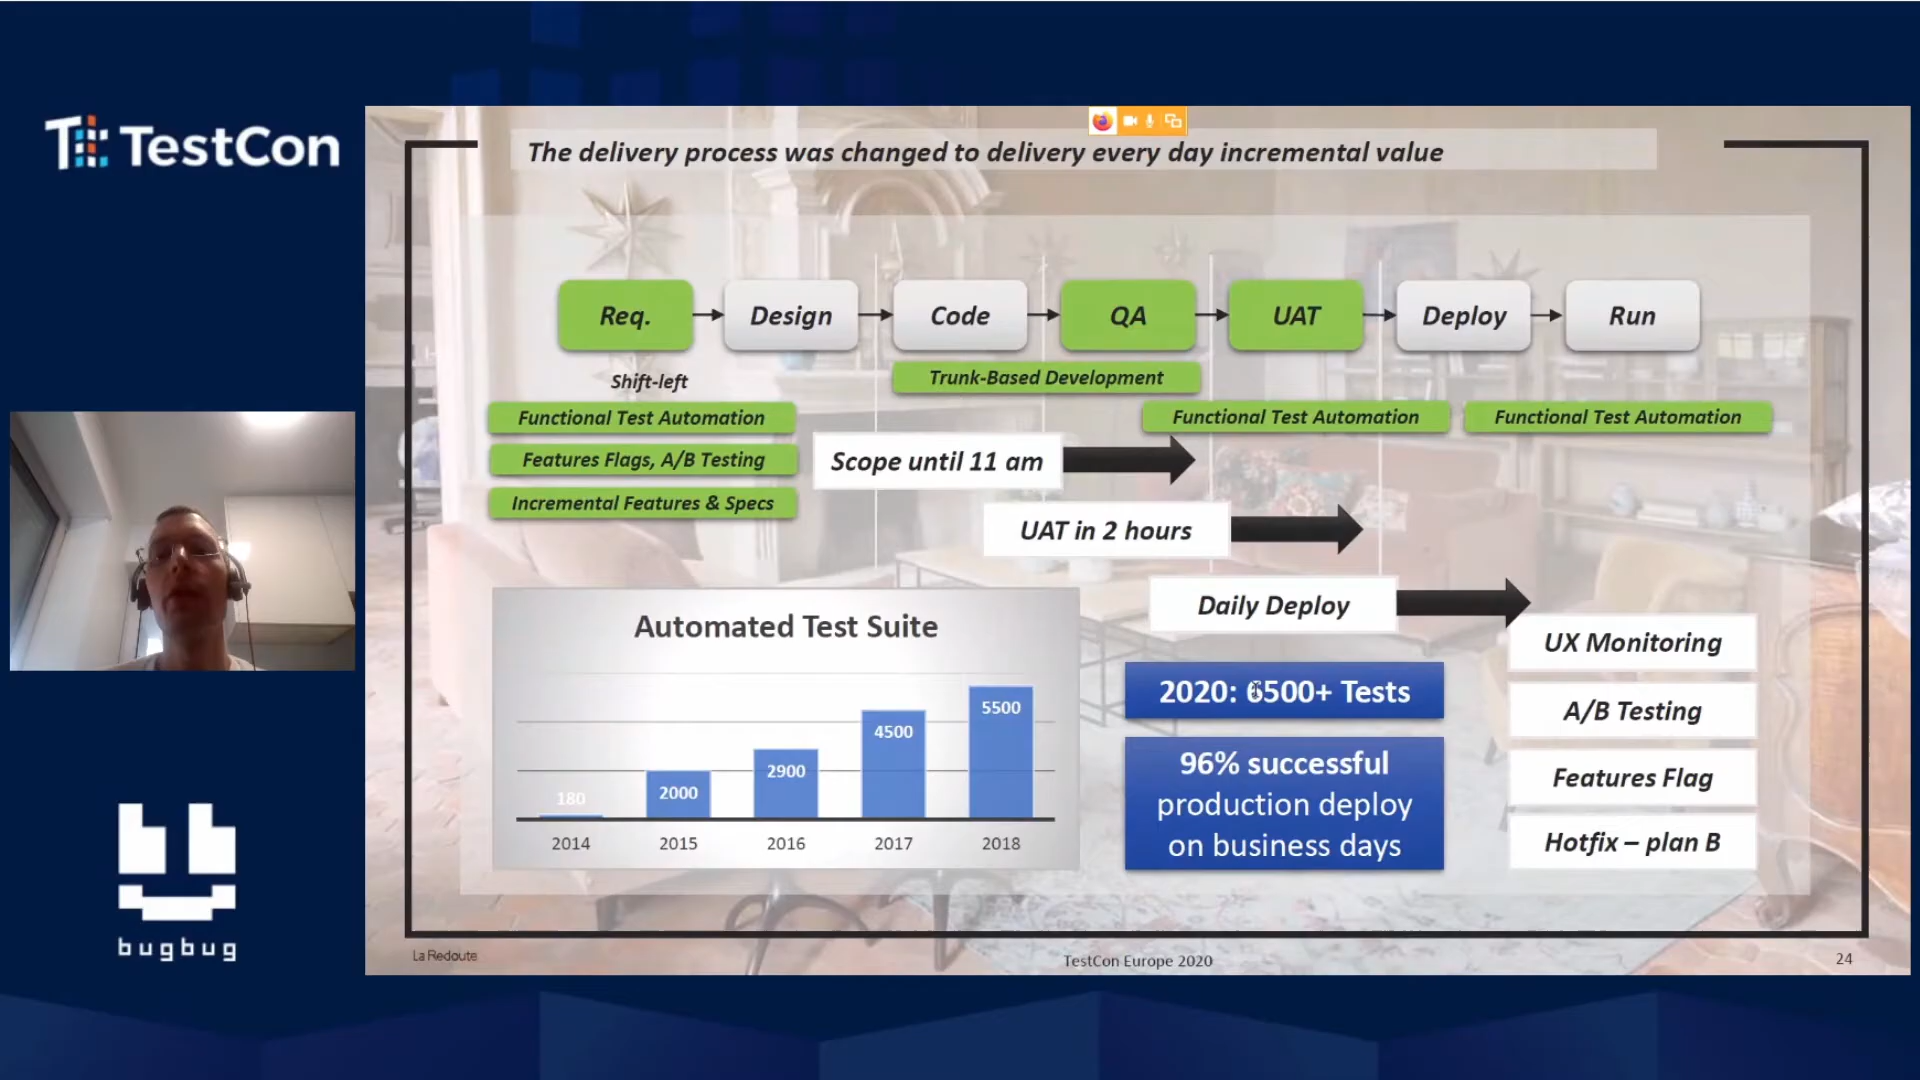 TestCon
The delivery process was changed to delivery every day incremental value
Req.
Design
Code
QA
UAT
Deploy
Run
Shift-left
Trunk-Based Development
Functional Test Automation
Functional Test Automation
Functional Test Automation
Features Flags, A/B Testing
Scope until 11 am
Incremental Features & Specs
UAT in 2 hours
Daily Deploy
Automated Test Suite
180
2000
2900
4500
5500
2014
2015
2016
2017
2018
2020: 6500+ Tests
96% successful
production deploy
on business days
UX Monitoring
A/B Testing
Features Flag
Hotfix – plan B
La Redoute
TestCon Europe 2020
24
bugbug